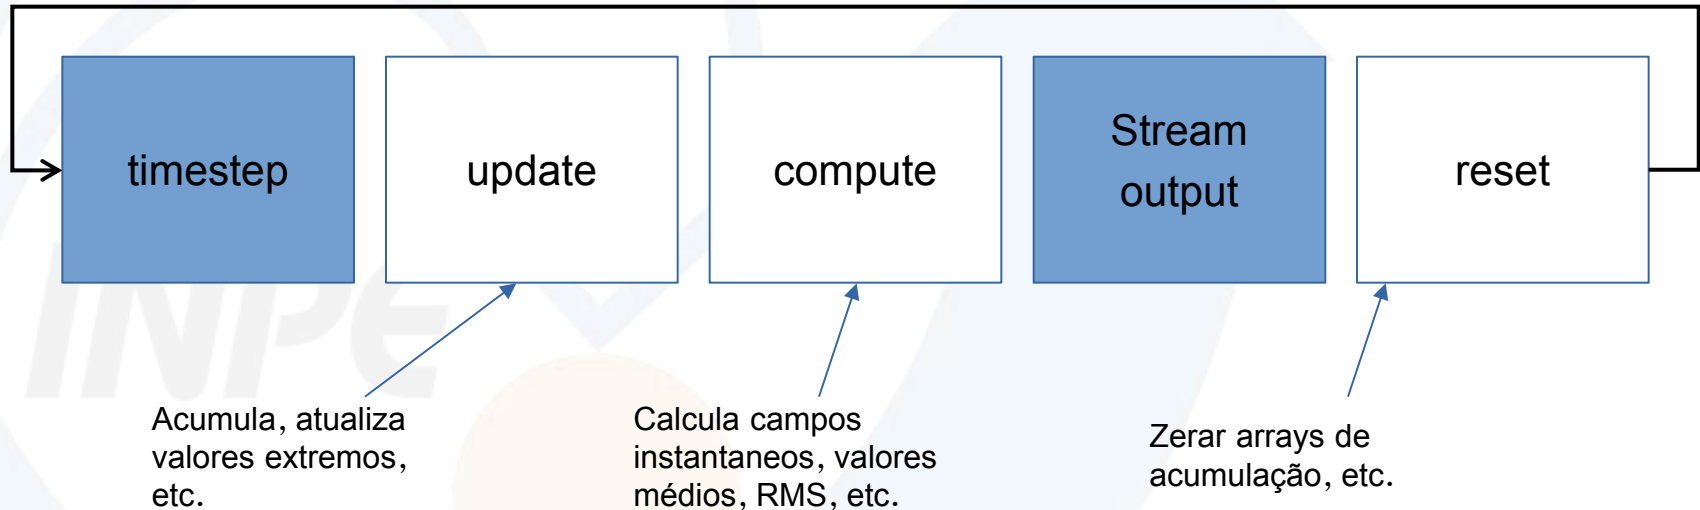 timestep
update
compute
Stream
output
reset
INPE
Acumula, atualiza
valores extremos,
etc.
Calcula campos
instantaneos, valores
médios, RMS, etc.
Zerar arrays de
acumulação, etc.